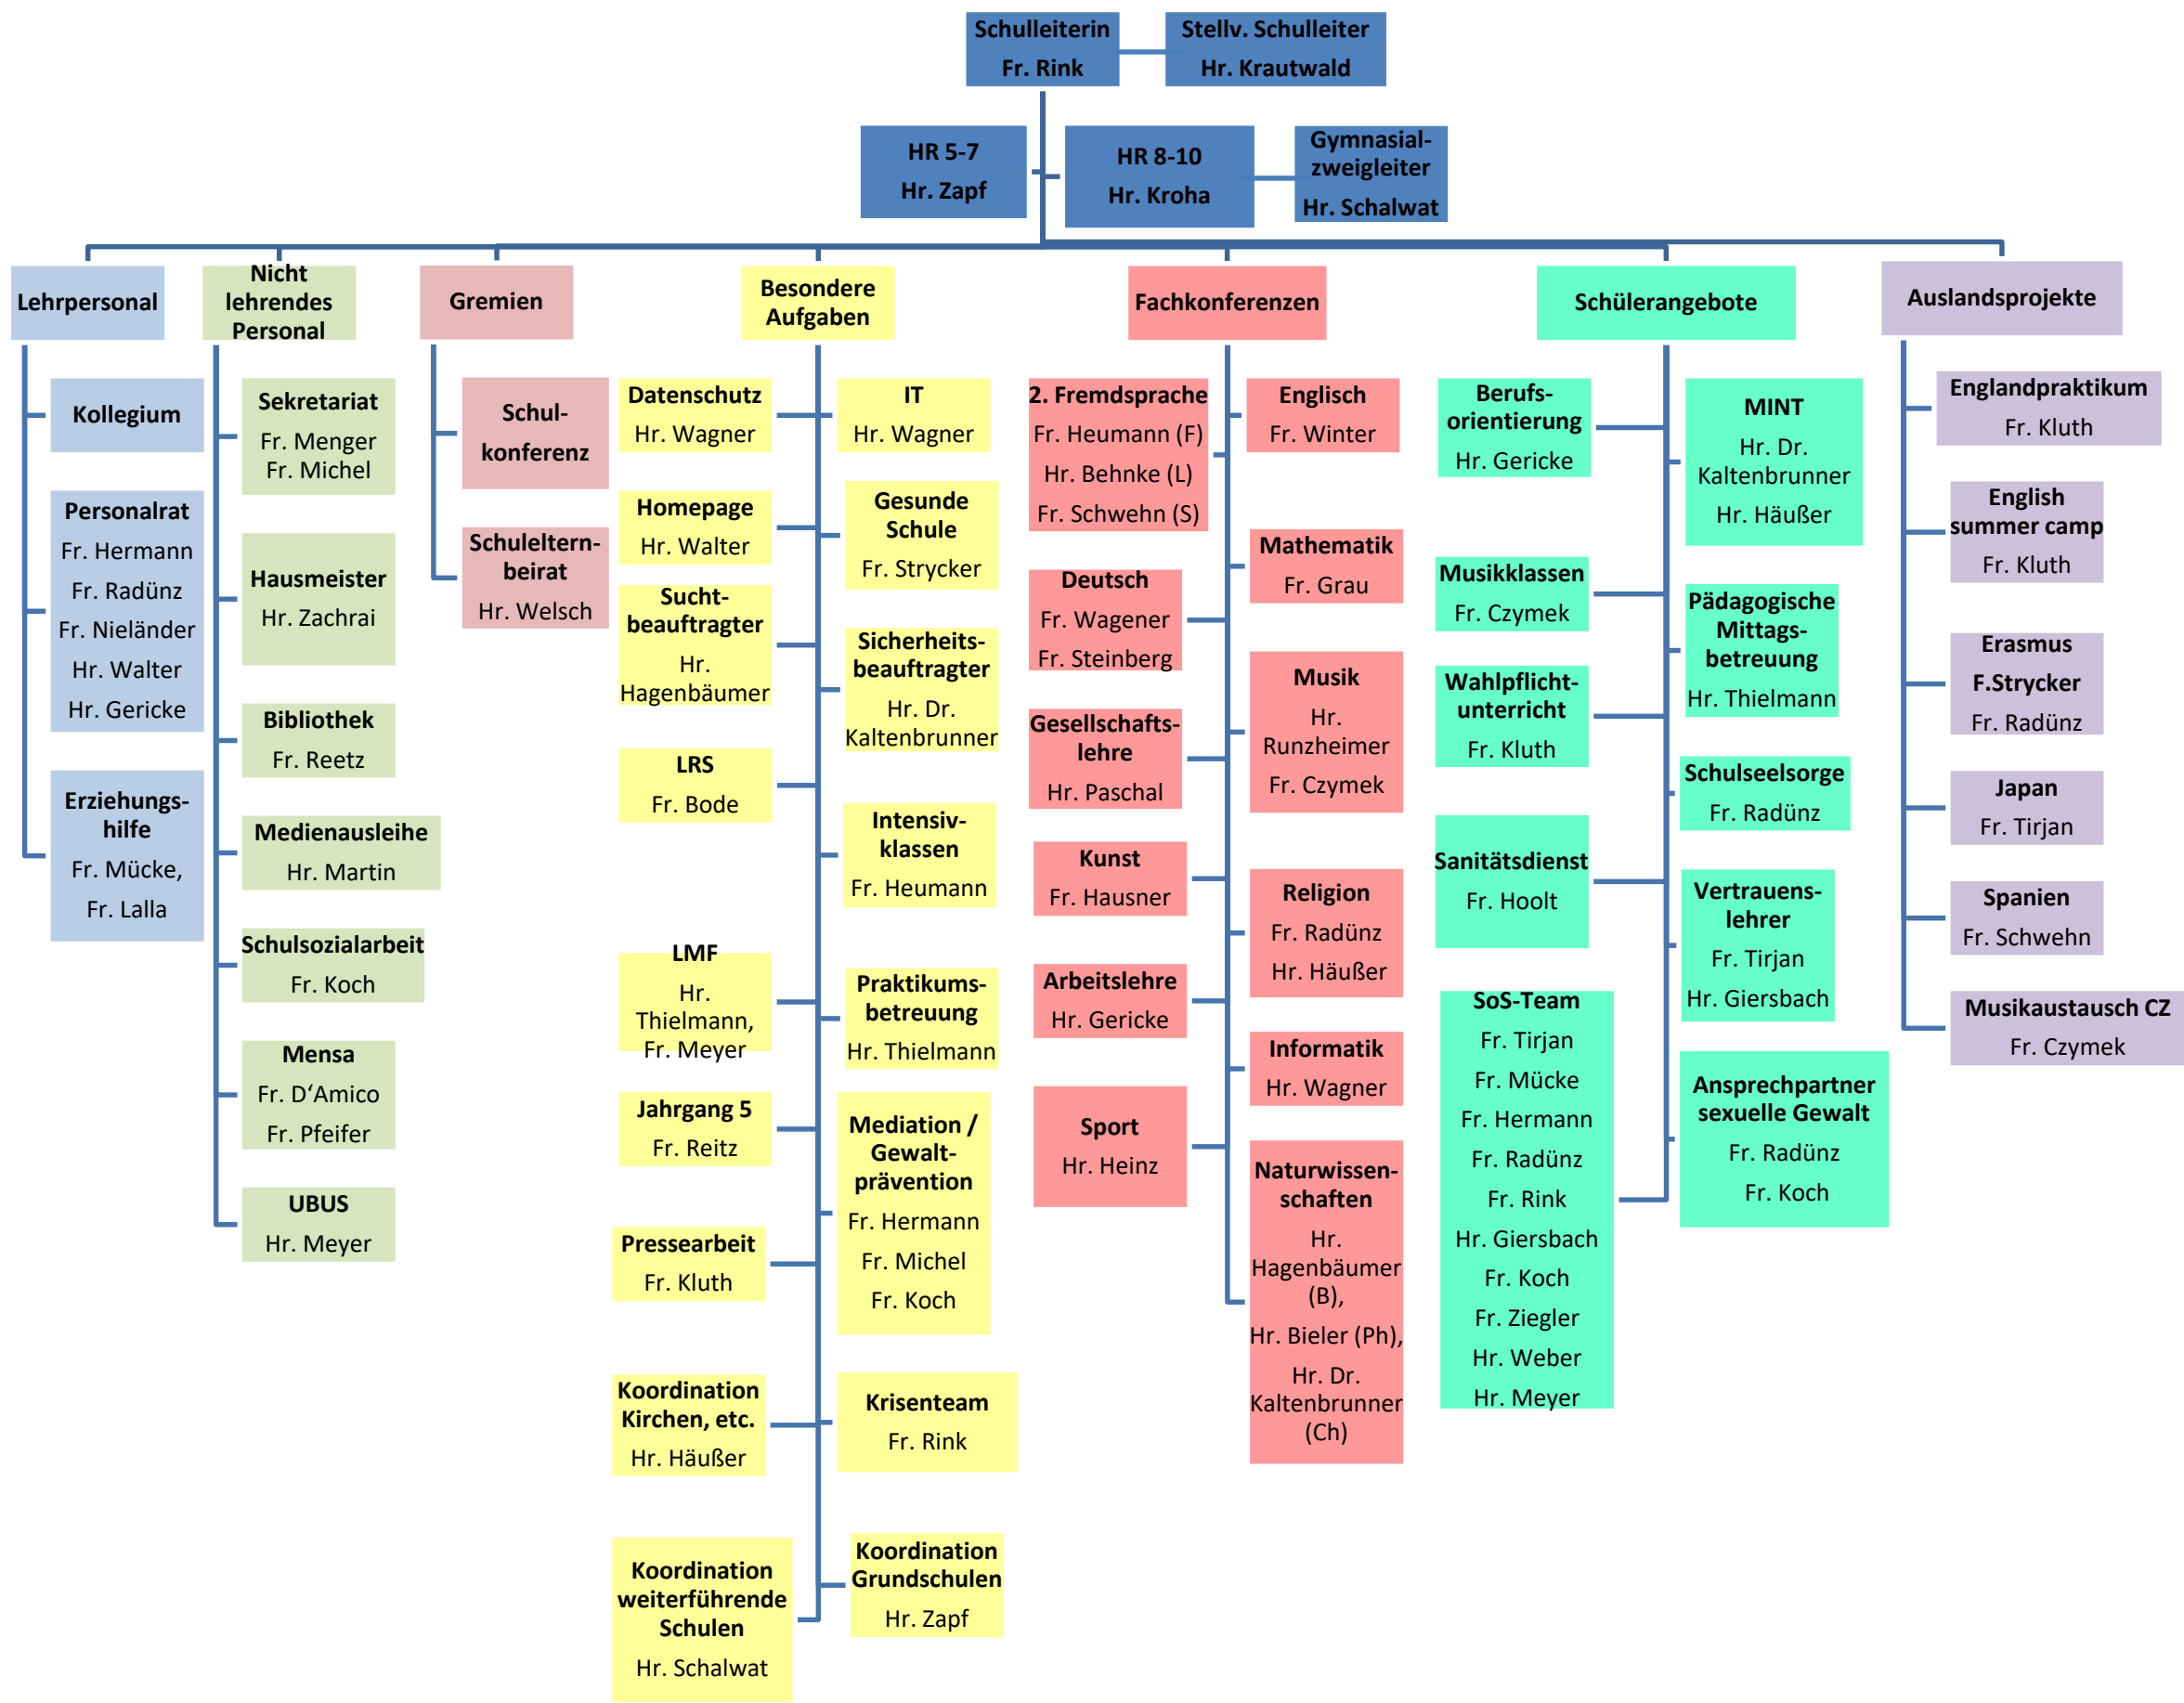 Schulleiterin
Fr. Rink
Stellv. Schulleiter
Hr. Krautwald
HR 5-7
Hr. Zapf
HR 8-10
Hr. Kroha
Gymnasial-
zweigleiter
Hr. Schalwat
Lehrpersonal
Kollegium
Personalrat
Fr. Hermann
Fr. Radünz
Fr. Nieländer
Hr. Walter
Hr. Gericke
Erziehungs-
hilfe
Fr. Mücke,
Fr. Lalla
Nicht
lehrendes
Personal
Sekretariat
Fr. Menger
Fr. Michel
Hausmeister
Hr. Zachrai
Bibliothek
Fr. Reetz
Medienausleihe
Hr. Martin
Schulsozialarbeit
Fr. Koch
Mensa
Fr. D‘Amico
Fr. Pfeifer
UBUS
Hr. Meyer
Gremien
Schul-
konferenz
Schuleltern-
beirat
Hr. Welsch
Besondere
Aufgaben
Datenschutz
Hr. Wagner
IT
Hr. Wagner
Homepage
Hr. Walter
Gesunde
Schule
Fr. Strycker
Sucht-
beauftragter
Hr.
Hagenbäumer
Sicherheits-
beauftragter
Hr. Dr.
Kaltenbrunner
LRS
Fr. Bode
Intensiv-
klassen
Fr. Heumann
LMF
Hr.
Thielmann,
Fr. Meyer
Praktikums-
betreuung
Hr. Thielmann
Jahrgang 5
Fr. Reitz
Mediation /
Gewalt-
prävention
Fr. Hermann
Fr. Michel
Fr. Koch
Pressearbeit
Fr. Kluth
Koordination
Kirchen, etc.
Hr. Häußer
Krisenteam
Fr. Rink
Koordination
weiterführende
Schulen
Hr. Schalwat
Koordination
Grundschulen
Hr. Zapf
Fachkonferenzen
2. Fremdsprache
Fr. Heumann (F)
Hr. Behnke (L)
Fr. Schwehn (S)
Englisch
Fr. Winter
Mathematik
Fr. Grau
Deutsch
Fr. Wagener
Fr. Steinberg
Musik
Hr.
Runzheimer
Fr. Czymek
Gesellschafts-
lehre
Hr. Paschal
Kunst
Fr. Hausner
Religion
Fr. Radünz
Hr. Häußer
Arbeitslehre
Hr. Gericke
Informatik
Hr. Wagner
Sport
Hr. Heinz
Naturwissen-
schaften
Hr.
Hagenbäumer
(B),
Hr. Bieler (Ph),
Hr. Dr.
Kaltenbrunner
(Ch)
Schülerangebote
Berufs-
orientierung
Hr. Gericke
MINT
Hr. Dr.
Kaltenbrunner
Hr. Häußer
Musikklassen
Fr. Czymek
Pädagogische
Mittags-
betreuung
Hr. Thielmann
Wahlpflicht-
unterricht
Fr. Kluth
Schulseelsorge
Fr. Radünz
Sanitätsdienst
Fr. Hoolt
Vertrauens-
lehrer
Fr. Tirjan
Hr. Giersbach
SoS-Team
Fr. Tirjan
Fr. Mücke
Fr. Hermann
Fr. Radünz
Fr. Rink
Hr. Giersbach
Fr. Koch
Fr. Ziegler
Hr. Weber
Hr. Meyer
Ansprechpartner
sexuelle Gewalt
Fr. Radünz
Fr. Koch
Auslandsprojekte
Englandpraktikum
Fr. Kluth
English
summer camp
Fr. Kluth
Erasmus
F.Strycker
Fr. Radünz
Japan
Fr. Tirjan
Spanien
Fr. Schwehn
Musikaustausch CZ
Fr. Czymek